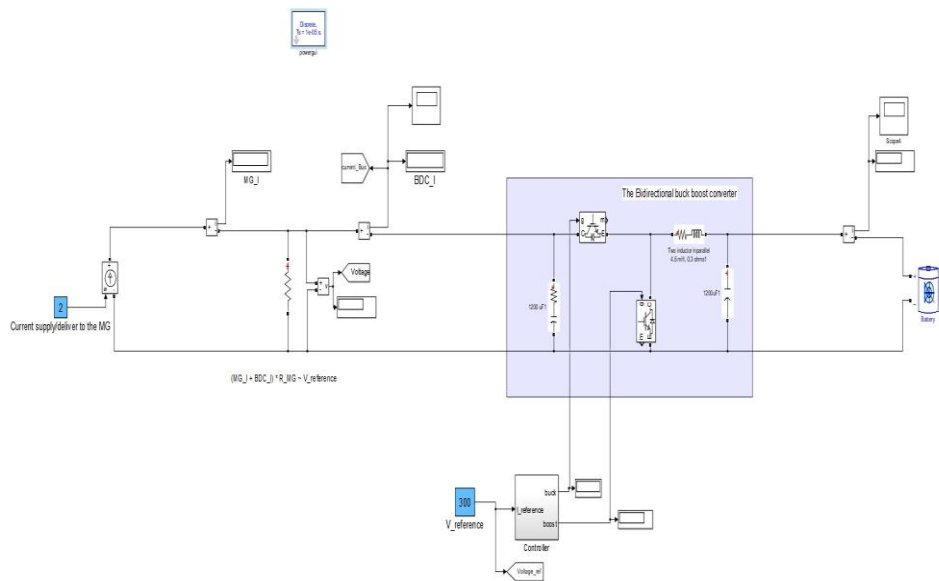 Discrete,
Ts = 1e-05 s.
powergui
MG_I
current_Bus
BDC_I
Scope4
The Bidirectional buck boost converter
g
m
C
E
Two inductor inparallel
4.6 mH, 0.3 ohms1
Voltage
v
1200 uF1
1200uF1
g
C
m
E
2
Current supply/deliver to the MG
Battery
(MG_I + BDC_I) * R_MG ~ V_reference
300
V_reference
I_reference
buck
boost
Controller
Voltage_ref